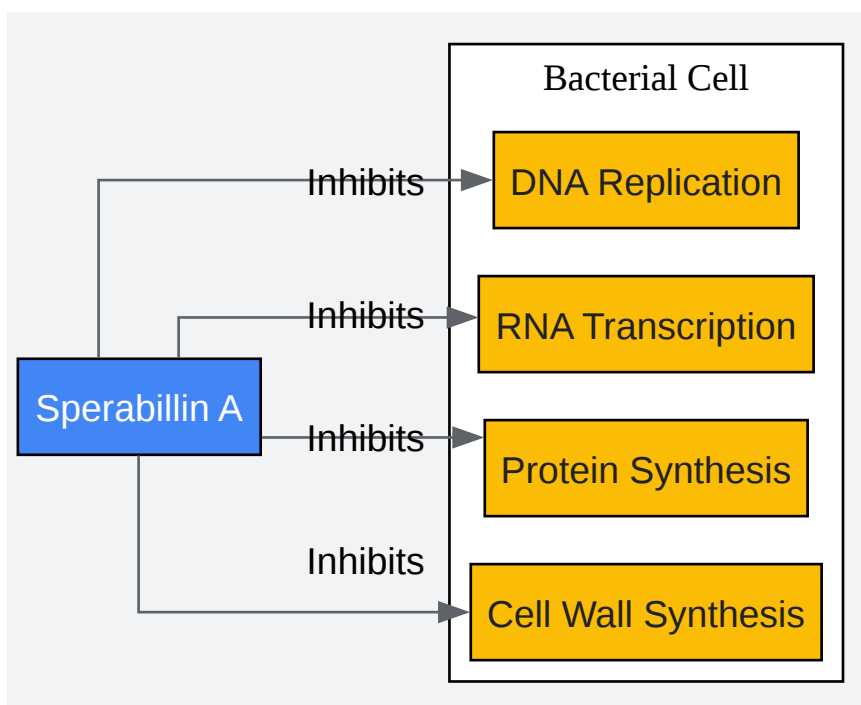 Bacterial Cell
Inhibits
DNA Replication
Inhibits
RNA Transcription
Sperabillin A
Inhibits
Protein Synthesis
Inhibits
Cell Wall Synthesis